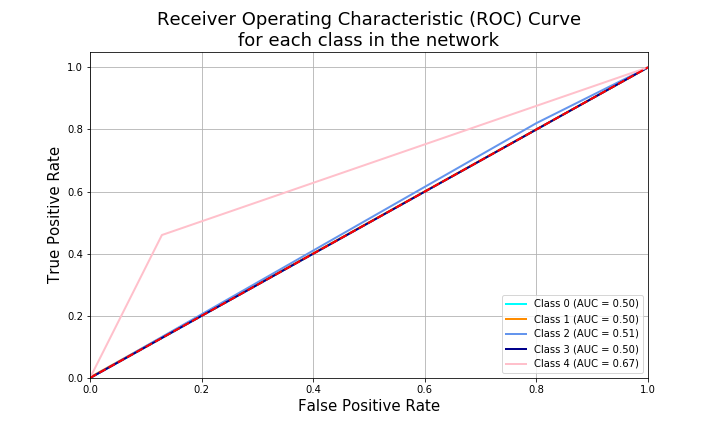 Receiver Operating Characteristic (ROC) Curve
for each class in the network
True Positive Rate
1.0
0.8
0.6
0.4
0.2
0.0
0.0 0.2 0.4 0.6 0.8 1.0
False Positive Rate
Class 0 (AUC = 0.50)
Class 1 (AUC = 0.50)
Class 2 (AUC = 0.51)
Class 3 (AUC = 0.50)
Class 4 (AUC = 0.67)